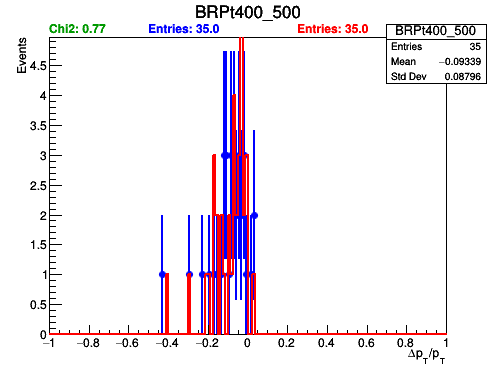 BRPt400_500
Chi2: 0.77 Entries: 35.0 Entries: 35.0
BRPt400_500
Entries 35
Mean −0.09339
Std Dev 0.08796
Events
4.5
4
3.5
3
2.5
2
1.5
1
0.5
0
−1 −0.8 −0.6 −0.4 −0.2 0 0.2 0.4 0.6 0.8 1
Δp_T/p_T